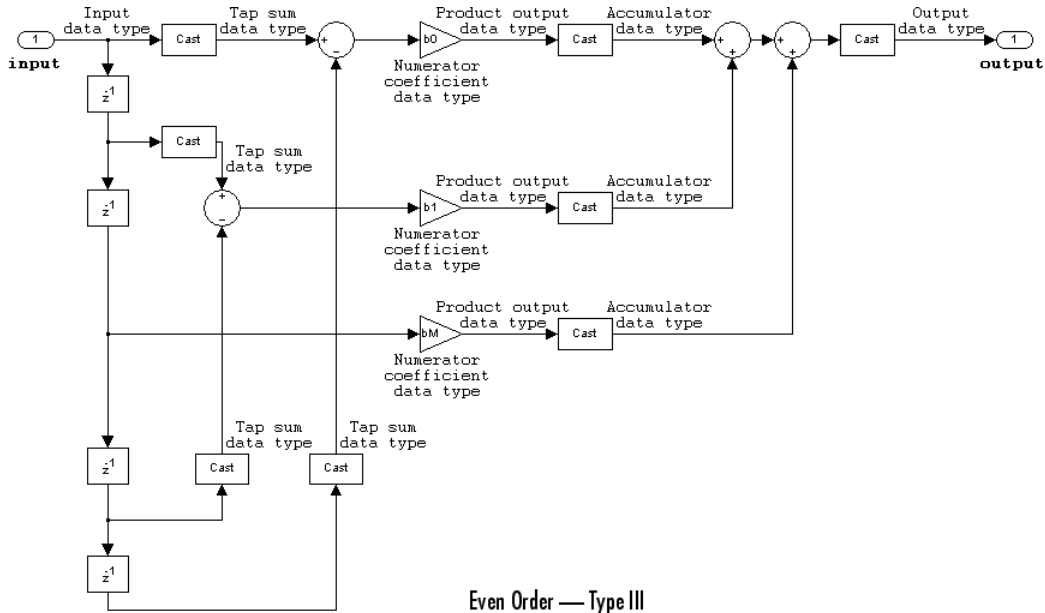 Input
data type
Tap sum
data type
Product output
data type
Accumulator
data type
Output
data type
1
Cast
+
−
b0
Cast
+
+
+
+
Cast
1
input
output
Numerator
coefficient
data type
z-1
Cast
Tap sum
data type
z-1
+
−
Product output
data type
Accumulator
data type
b1
Cast
Numerator
coefficient
data type
Product output
data type
Accumulator
data type
bM
Cast
Numerator
coefficient
data type
Tap sum
data type
Tap sum
data type
z-1
Cast
Cast
z-1
Even Order — Type III